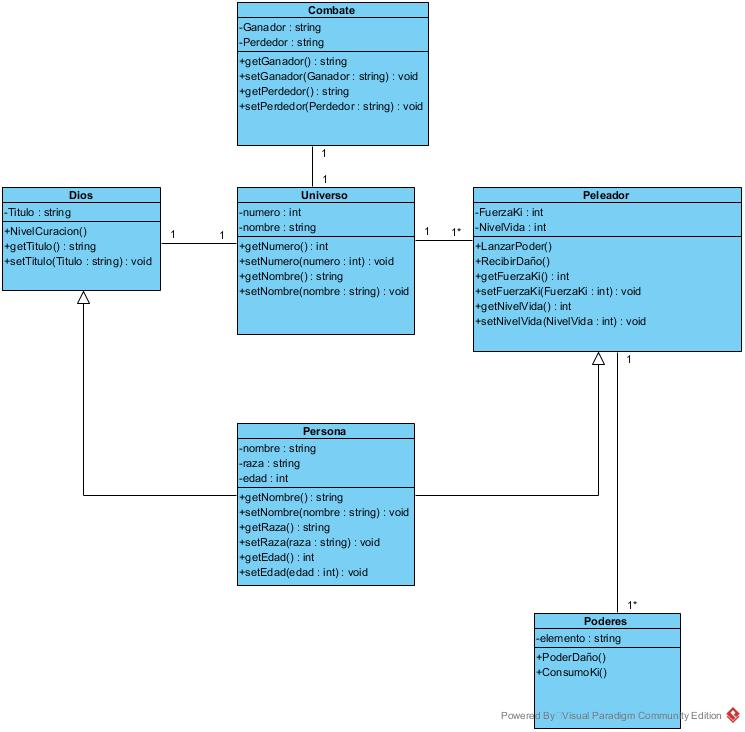 Combate
-Ganador : string
-Perdedor : string
+getGanador() : string
+setGanador(Ganador : string) : void
+getPerdedor() : string
+setPerdedor(Perdedor : string) : void
1
1
Dios
-Titulo : string
+NivelCuracion()
+getTitulo() : string
+setTitulo(Titulo : string) : void
1
1
Universo
-numero : int
-nombre : string
+getNumero() : int
+setNumero(numero : int) : void
+getNombre() : string
+setNombre(nombre : string) : void
1
1*
Peleador
-FuerzaKi : int
-NivelVida : int
+LanzarPoder()
+RecibirDaño()
+getFuerzaKi() : int
+setFuerzaKi(FuerzaKi : int) : void
+getNivelVida() : int
+setNivelVida(NivelVida : int) : void
1
Persona
-nombre : string
-raza : string
-edad : int
+getNombre() : string
+setNombre(nombre : string) : void
+getRaza() : string
+setRaza(raza : string) : void
+getEdad() : int
+setEdad(edad : int) : void
1*
Poderes
-elemento : string
+PoderDaño()
+ConsumoKi()
Powered By Visual Paradigm Community Edition